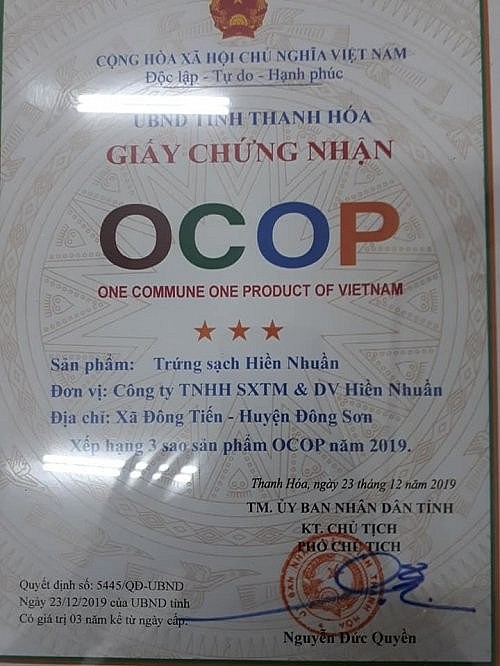 CỘNG HÒA XÃ HỘI CHỦ NGHĨA VIỆT NAM
Độc lập - Tự do - Hạnh phúc
UBND TỈNH THANH HÓA
GIẤY CHỨNG NHẬN
OCOP
ONE COMMUNE ONE PRODUCT OF VIETNAM
Sản phẩm: Trứng sạch Hiền Nhuần
Đơn vị: Công ty TNHH SXTM & DV Hiền Nhuần
Địa chỉ: Xã Đông Tiến - Huyện Đông Sơn
Xếp hạng 3 sao sản phẩm OCOP năm 2019.
Thanh Hóa, ngày 23 tháng 12 năm 2019
TM. ỦY BAN NHÂN DÂN TỈNH
KT. CHỦ TỊCH
PHÓ CHỦ TỊCH
Quyết định số: 5445/QĐ-UBND
Ngày 23/12/2019 của UBND tỉnh
Có giá trị 03 năm kể từ ngày cấp.
Nguyễn Đức Quyền